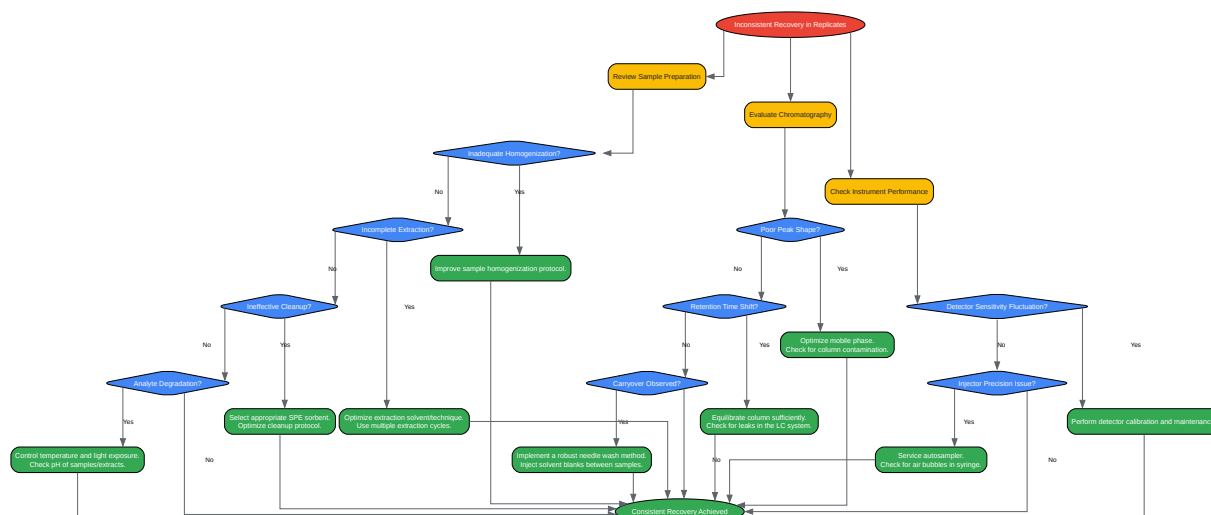 Inconsistent Recovery in Replicates
Review Sample Preparation
Evaluate Chromatography
Inadequate Homogenization?
Check Instrument Performance
No
Yes
Incomplete Extraction?
Poor Peak Shape?
Improve sample homogenization protocol.
No
No
Yes
Ineffective Cleanup?
Yes
Retention Time Shift?
Detector Sensitivity Fluctuation?
Optimize mobile phase.
Check for column contamination.
No
Yes
No
Yes
No
Yes
Analyte Degradation?
Carryover Observed?
Injector Precision Issue?
Select appropriate SPE sorbent.
Optimize cleanup protocol.
Optimize extraction solvent/technique.
Use multiple extraction cycles.
Equilibrate column sufficiently.
Check for leaks in the LC system.
Perform detector calibration and maintenanc
Yes
Yes
Yes
Control temperature and light exposure.
Check pH of samples/extracts.
No
Implement a robust needle wash method.
Inject solvent blanks between samples.
No
Service autosampler.
Check for air bubbles in syringe.
No
Consistent Recovery Achieved